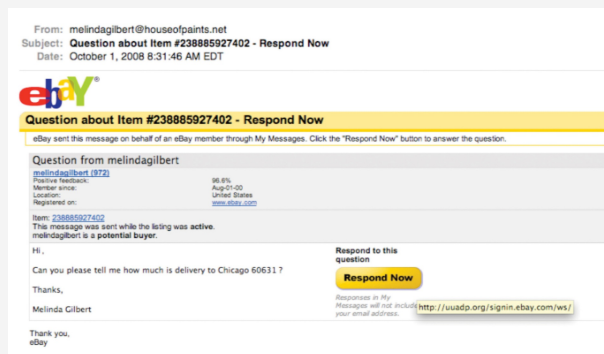 From: melindagilbert@houseofpaints.net
Subject: Question about Item #238885927402 - Respond Now
Date: October 1, 2008 8:31:46 AM EDT
ebY®
Question about Item #238885927402 - Respond Now
eBay sent this message on behalf of an eBay member through My Messages. Click the "Respond Now" button to answer the question.
Question from melindagilbert
melindagilbert (972)
Positive feedback: 96.6%
Member since: Aug-01-00
Location: United States
Registered on: www.ebay.com
Item: 238885927402
This message was sent while the listing was active.
melindagilbert is a potential buyer.
Hi,
Can you please tell me how much is delivery to Chicago 60631 ?
Thanks,
Melinda Gilbert
Respond to this
question
Respond Now
Responses in My
Messages will not include
your email address.
http://uuadp.org/signin.ebay.com/ws/
Thank you,
eBay